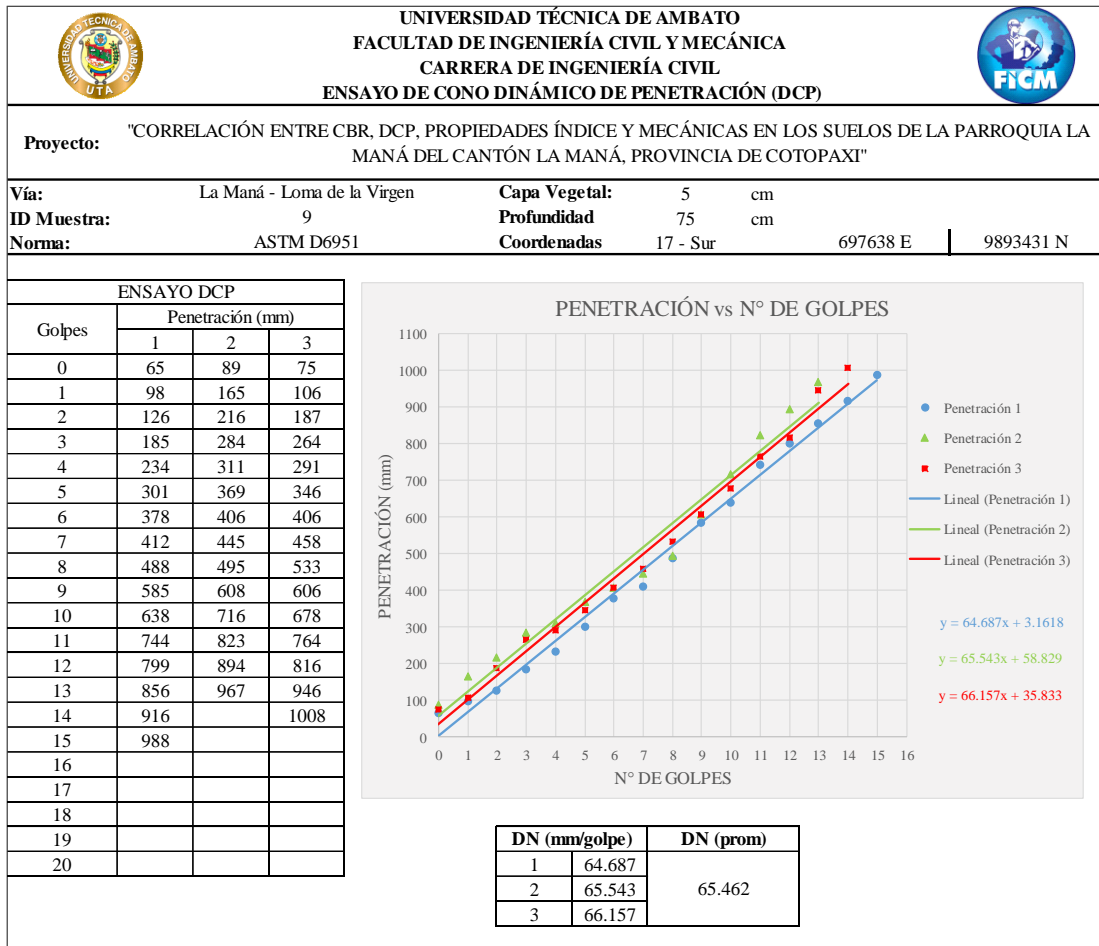 UNIVERSIDAD TÉCNICA DE AMBATO
FACULTAD DE INGENIERÍA CIVIL Y MECÁNICA
CARRERA DE INGENIERÍA CIVIL
ENSAYO DE CONO DINÁMICO DE PENETRACIÓN (DCP)
UNIVERSIDAD TECNICA DE AMBATO
UTA
FICM
Proyecto: "CORRELACIÓN ENTRE CBR, DCP, PROPIEDADES ÍNDICE Y MECÁNICAS EN LOS SUELOS DE LA PARROQUIA LA
MANÁ DEL CANTÓN LA MANÁ, PROVINCIA DE COTOPAXI"
Vía: La Maná - Loma de la Virgen Capa Vegetal: 5 cm
ID Muestra: 9 Profundidad 75 cm
Norma: ASTM D6951 Coordenadas 17 - Sur 697638 E 9893431 N
ENSAYO DCP
Golpes Penetración (mm)
1 2 3
0 65 89 75
1 98 165 106
2 126 216 187
3 185 284 264
4 234 311 291
5 301 369 346
6 378 406 406
7 412 445 458
8 488 495 533
9 585 608 606
10 638 716 678
11 744 823 764
12 799 894 816
13 856 967 946
14 916 1008
15 988
16
17
18
19
20
PENETRACIÓN vs N° DE GOLPES
PENETRACIÓN (mm)
1100
1000
900
800
700
600
500
400
300
200
100
0
0 1 2 3 4 5 6 7 8 9 10 11 12 13 14 15 16
N° DE GOLPES
Penetración 1
Penetración 2
Penetración 3
Lineal (Penetración 1)
Lineal (Penetración 2)
Lineal (Penetración 3)
y = 64.687x + 3.1618
y = 65.543x + 58.829
y = 66.157x + 35.833
DN (mm/golpe) DN (prom)
1 64.687
2 65.543 65.462
3 66.157